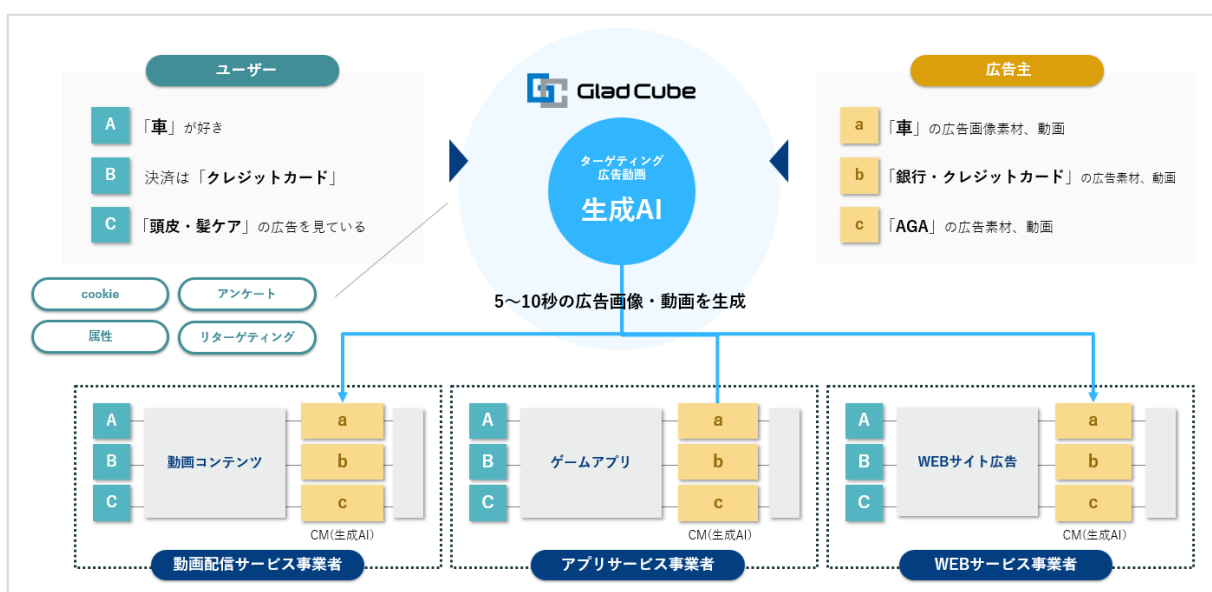 ユーザー
A 「車」が好き
B 決済は「クレジットカード」
C 「頭皮・髪ケア」の広告を見ている
cookie アンケート
属性 リターゲティング
Glad Cube
ターゲティング
広告動画
生成AI
5～10秒の広告画像・動画を生成
広告主
a 「車」の広告画像素材、動画
b 「銀行・クレジットカード」の広告素材、動画
c 「AGA」の広告素材、動画
A a
B 動画コンテンツ b
C c
CM(生成AI)
動画配信サービス事業者
A a
B ゲームアプリ b
C c
CM(生成AI)
アプリサービス事業者
A a
B WEBサイト広告 b
C c
CM(生成AI)
WEBサービス事業者